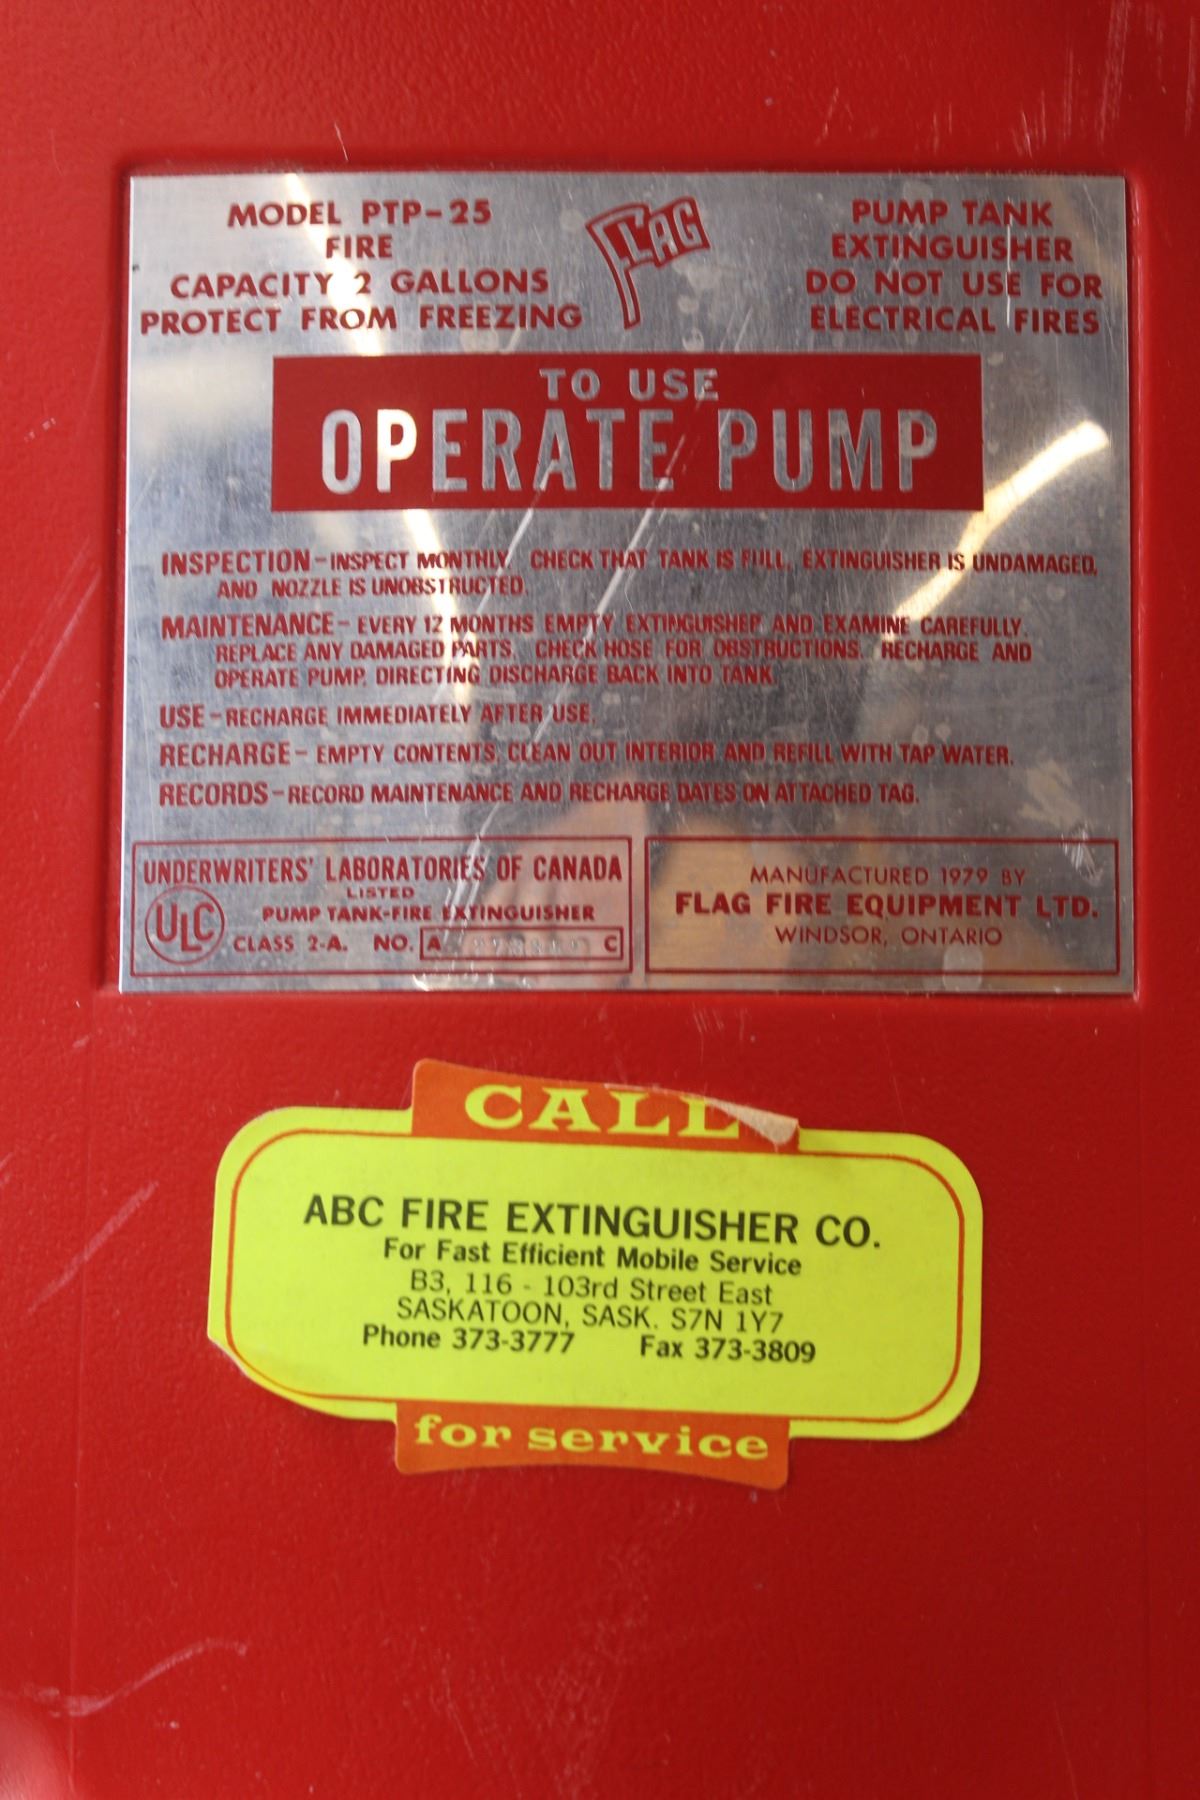 MODEL PTP-25
FIRE
CAPACITY 2 GALLONS
PROTECT FROM FREEZING
FLAG
PUMP TANK
EXTINGUISHER
DO NOT USE FOR
ELECTRICAL FIRES
TO USE
OPERATE PUMP
INSPECTION - INSPECT MONTHLY. CHECK THAT TANK IS FULL, EXTINGUISHER IS UNDAMAGED,
AND NOZZLE IS UNOBSTRUCTED.
MAINTENANCE - EVERY 12 MONTHS EMPTY EXTINGUISHER AND EXAMINE CAREFULLY.
REPLACE ANY DAMAGED PARTS. CHECK HOSE FOR OBSTRUCTIONS. RECHARGE AND
OPERATE PUMP, DIRECTING DISCHARGE BACK INTO TANK.
USE - RECHARGE IMMEDIATELY AFTER USE.
RECHARGE - EMPTY CONTENTS, CLEAN OUT INTERIOR AND REFILL WITH TAP WATER.
RECORDS - RECORD MAINTENANCE AND RECHARGE DATES ON ATTACHED TAG.
UNDERWRITERS' LABORATORIES OF CANADA
LISTED
ULC
PUMP TANK-FIRE EXTINGUISHER
CLASS 2-A. NO. A C
MANUFACTURED 1979 BY
FLAG FIRE EQUIPMENT LTD.
WINDSOR, ONTARIO
CALL
ABC FIRE EXTINGUISHER CO.
For Fast Efficient Mobile Service
B3, 116 - 103rd Street East
SASKATOON, SASK. S7N 1Y7
Phone 373-3777 Fax 373-3809
for service